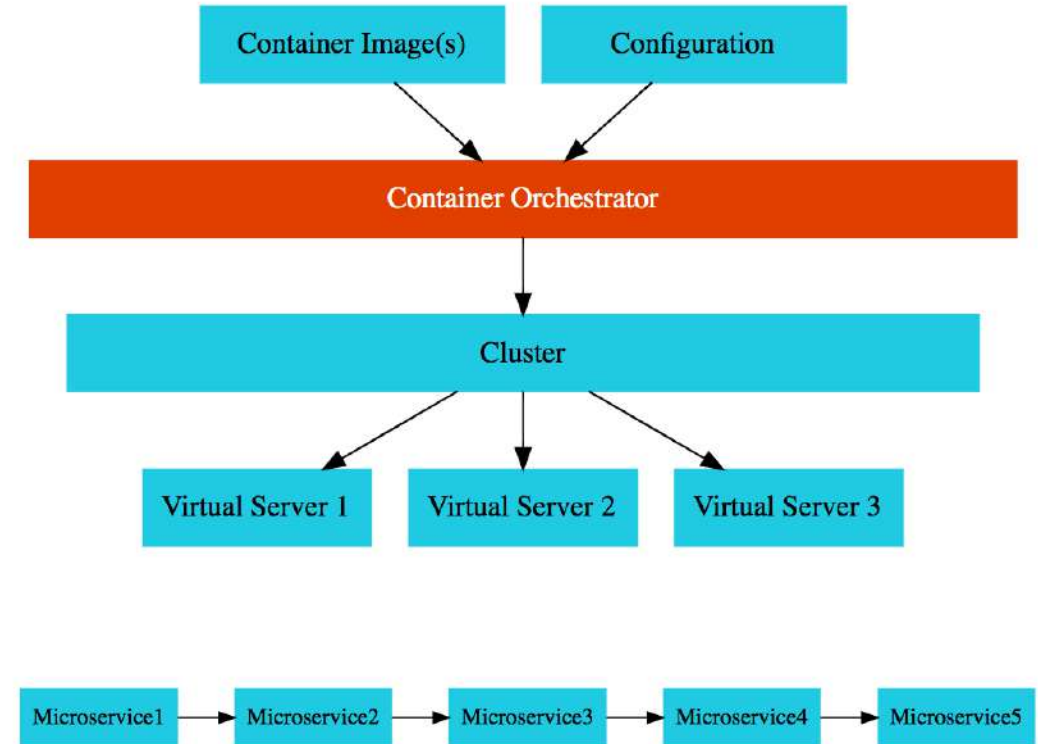 Container Image(s)
Configuration
Container Orchestrator
Cluster
Virtual Server 1
Virtual Server 2
Virtual Server 3
Microservice1
Microservice2
Microservice3
Microservice4
Microservice5